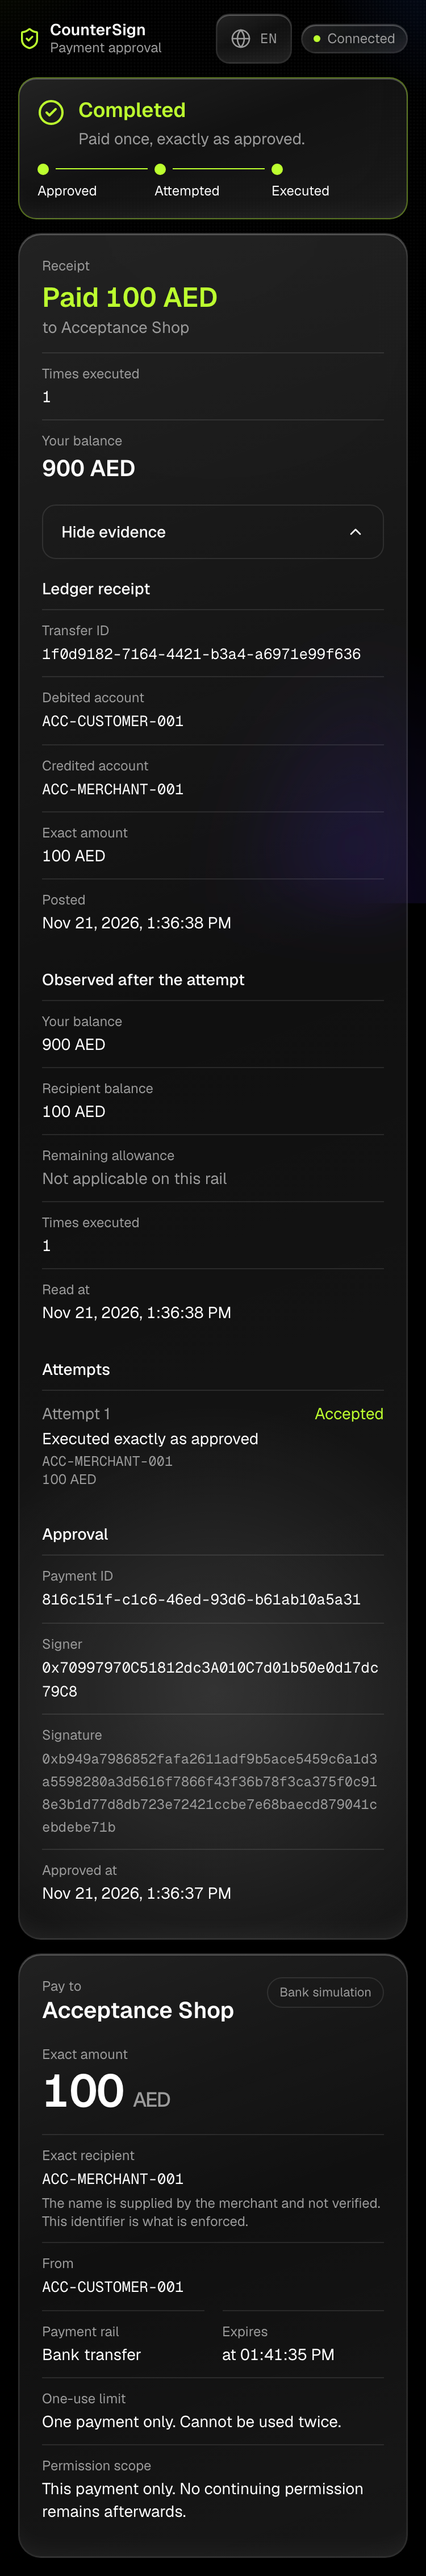 CounterSign
Payment approval
EN
Connected
Completed
Paid once, exactly as approved.
Approved
Attempted
Executed
Receipt
Paid 100 AED
to Acceptance Shop
Times executed
1
Your balance
900 AED
Hide evidence
Ledger receipt
Transfer ID
1f0d9182-7164-4421-b3a4-a6971e99f636
Debited account
ACC-CUSTOMER-001
Credited account
ACC-MERCHANT-001
Exact amount
100 AED
Posted
Nov 21, 2026, 1:36:38 PM
Observed after the attempt
Your balance
900 AED
Recipient balance
100 AED
Remaining allowance
Not applicable on this rail
Times executed
1
Read at
Nov 21, 2026, 1:36:38 PM
Attempts
Attempt 1
Accepted
Executed exactly as approved
ACC-MERCHANT-001
100 AED
Approval
Payment ID
816c151f-c1c6-46ed-93d6-b61ab10a5a31
Signer
0x70997970C51812dc3A010C7d01b50e0d17dc
79C8
Signature
0xb949a7986852fafa2611adf9b5ace5459c6a1d3
a5598280a3d5616f7866f43f36b78f3ca375f0c91
8e3b1d77d8db723e72421ccbe7e68baecd879041c
ebdebe71b
Approved at
Nov 21, 2026, 1:36:37 PM
Pay to
Acceptance Shop
Bank simulation
Exact amount
100 AED
Exact recipient
ACC-MERCHANT-001
The name is supplied by the merchant and not verified.
This identifier is what is enforced.
From
ACC-CUSTOMER-001
Payment rail
Bank transfer
Expires
at 01:41:35 PM
One-use limit
One payment only. Cannot be used twice.
Permission scope
This payment only. No continuing permission
remains afterwards.